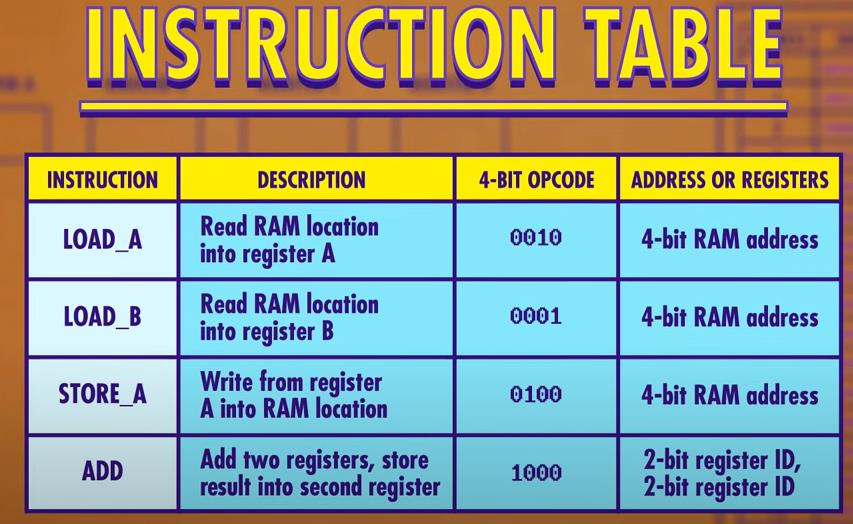 INSTRUCTION TABLE
INSTRUCTION
DESCRIPTION
4-BIT OPCODE
ADDRESS OR REGISTERS
LOAD_A
Read RAM location
into register A
0010
4-bit RAM address
LOAD_B
Read RAM location
into register B
0001
4-bit RAM address
STORE_A
Write from register
A into RAM location
0100
4-bit RAM address
ADD
Add two registers, store
result into second register
1000
2-bit register ID,
2-bit register ID